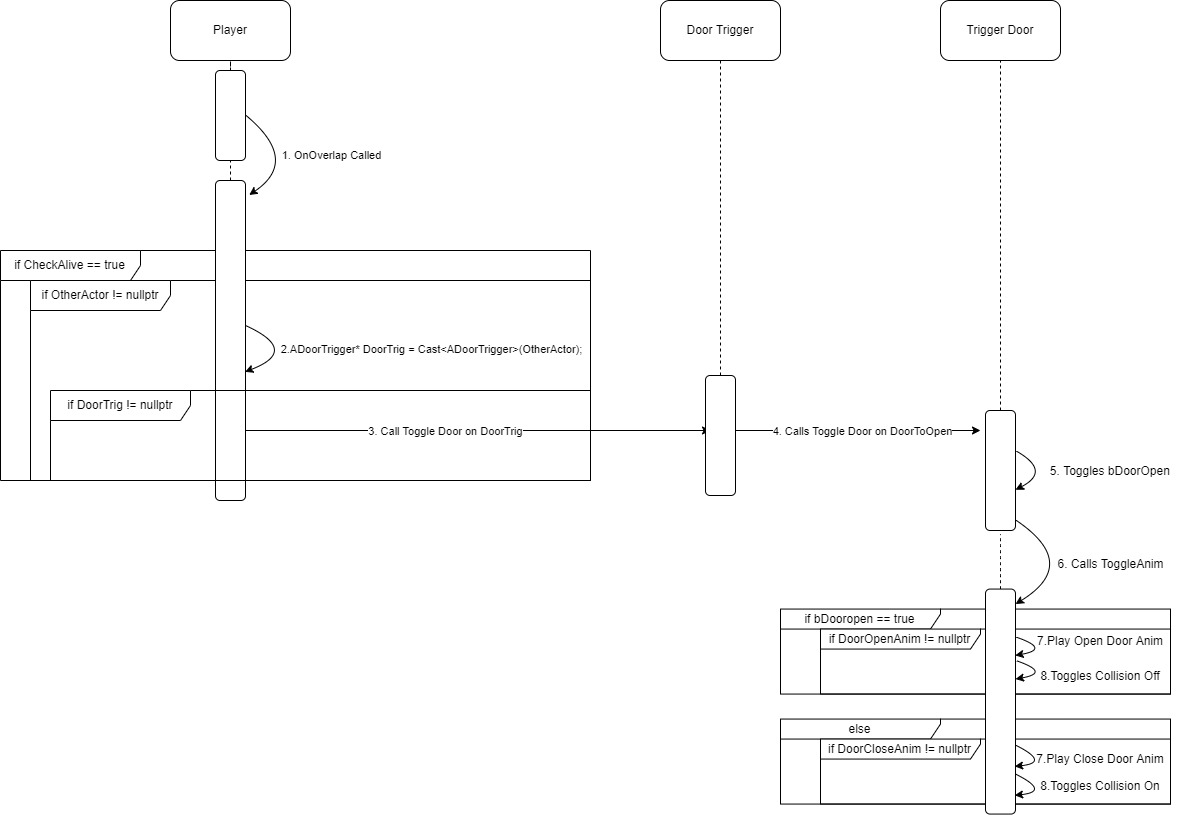 Player
Door Trigger
Trigger Door
1. OnOverlap Called
if CheckAlive == true
if OtherActor != nullptr
2.ADoorTrigger* DoorTrig = Cast<ADoorTrigger>(OtherActor);
if DoorTrig != nullptr
3. Call Toggle Door on DoorTrig
4. Calls Toggle Door on DoorToOpen
5. Toggles bDoorOpen
6. Calls ToggleAnim
if bDooropen == true
if DoorOpenAnim != nullptr
7.Play Open Door Anim
8.Toggles Collision Off
else
if DoorCloseAnim != nullptr
7.Play Close Door Anim
8.Toggles Collision On